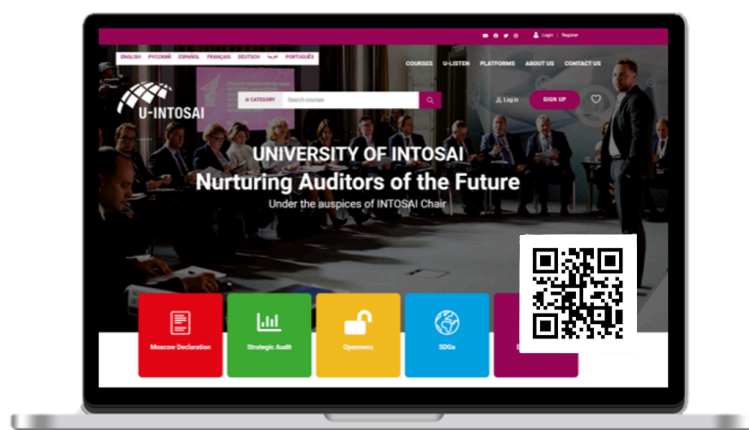 Login | Register
ENGLISH РУССКИЙ ESPAÑOL FRANÇAIS DEUTSCH العربية PORTUGUÊS
COURSES U-LISTEN PLATFORMS ABOUT US CONTACT US
U-INTOSAI
CATEGORY Search courses
Log in SIGN UP
UNIVERSITY OF INTOSAI
Nurturing Auditors of the Future
Under the auspices of INTOSAI Chair
Moscow Declaration Strategic Audit Openness SDGs